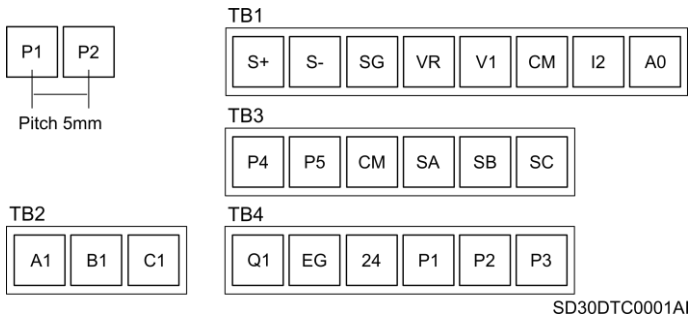 TB1
P1 P2
S+ S- SG VR V1 CM I2 A0
Pitch 5mm
TB3
P4 P5 CM SA SB SC
TB2
A1 B1 C1
TB4
Q1 EG 24 P1 P2 P3
SD30DTC0001AI